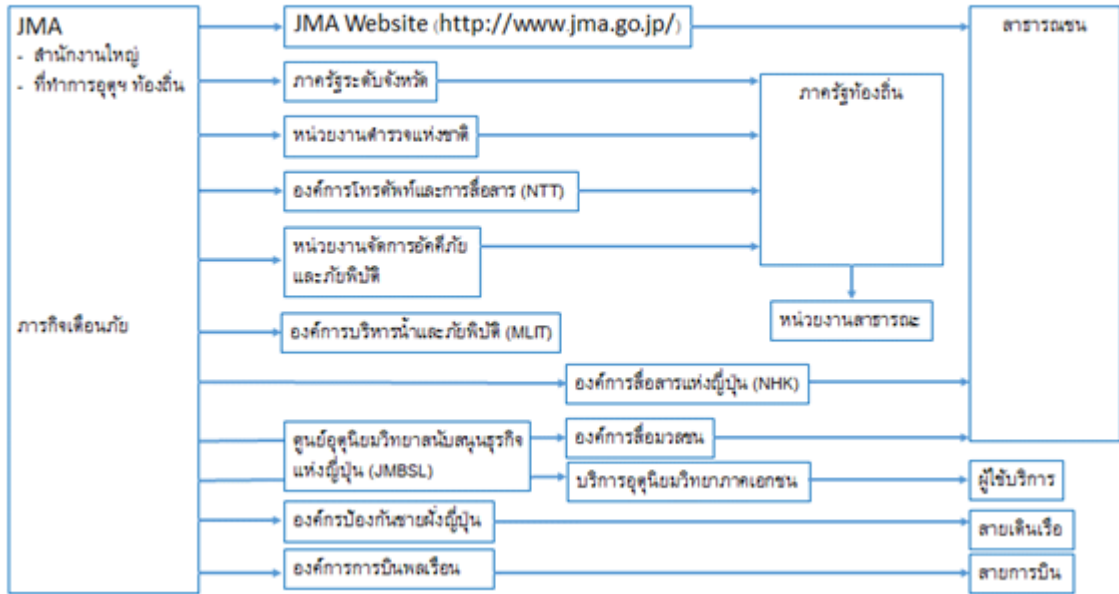 JMA
- สำนักงานใหญ่
- ที่ทำการอุตุฯ ท้องถิ่น
ภารกิจเตือนภัย
JMA Website (http://www.jma.go.jp/)
ภาครัฐระดับจังหวัด
หน่วยงานตำรวจแห่งชาติ
องค์การโทรศัพท์และการสื่อสาร (NTT)
หน่วยงานจัดการอัคคีภัย
และภัยพิบัติ
องค์การบริหารน้ำและภัยพิบัติ (MLIT)
องค์การสื่อสารแห่งญี่ปุ่น (NHK)
ศูนย์อุตุนิยมวิทยาสนับสนุนธุรกิจ
แห่งญี่ปุ่น (JMBSL)
องค์การสื่อมวลชน
บริการอุตุนิยมวิทยาภาคเอกชน
องค์กรป้องกันชายฝั่งญี่ปุ่น
องค์การการบินพลเรือน
ภาครัฐท้องถิ่น
หน่วยงานสาธารณะ
สาธารณชน
ผู้ใช้บริการ
สายเดินเรือ
สายการบิน